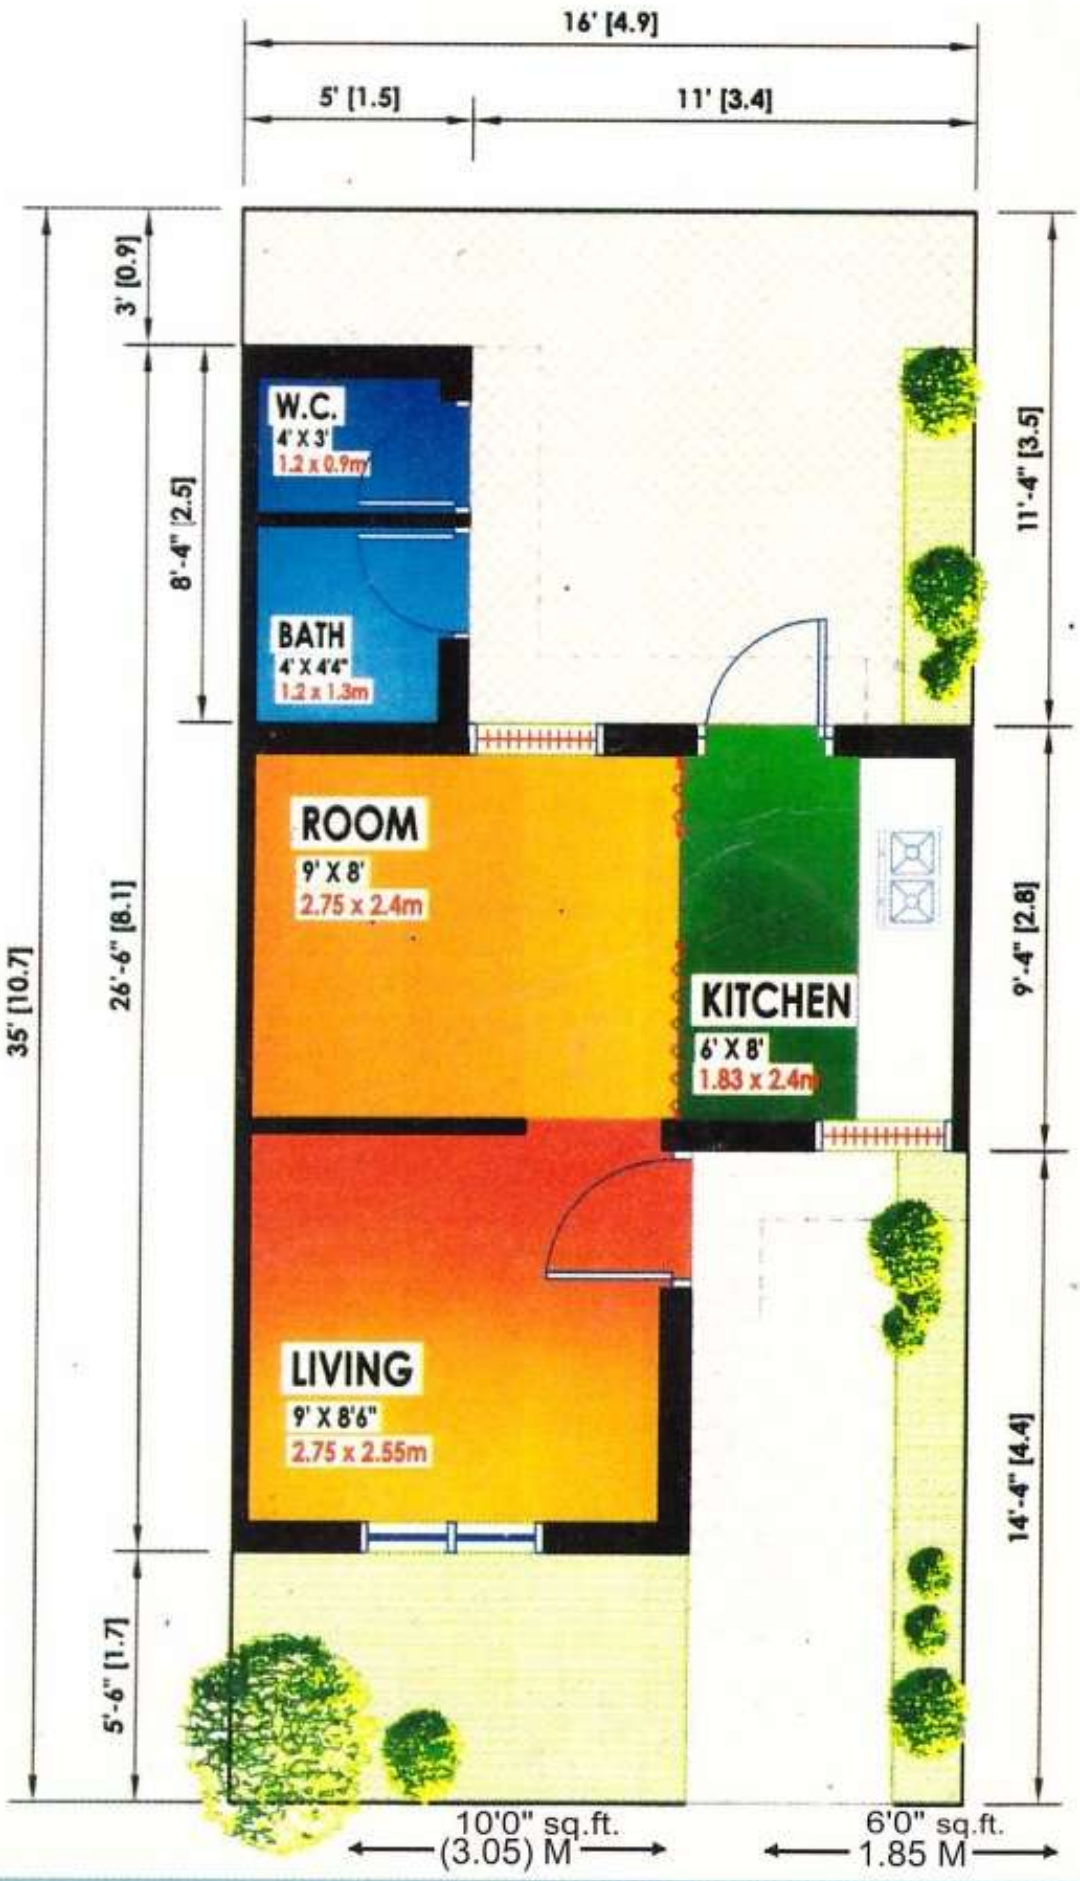 16' [4.9]
5' [1.5]
11' [3.4]
3' [0.9]
W.C.
4' X 3'
1.2 x 0.9m
11'-4" [3.5]
8'-4" [2.5]
BATH
4' X 4'4"
1.2 x 1.3m
ROOM
9' X 8'
2.75 x 2.4m
26'-6" [8.1]
35' [10.7]
9'-4" [2.8]
KITCHEN
6' X 8'
1.83 x 2.4m
LIVING
9' X 8'6"
2.75 x 2.55m
14'-4" [4.4]
5'-6" [1.7]
10'0" sq.ft.
(3.05) M
6'0" sq.ft.
1.85 M